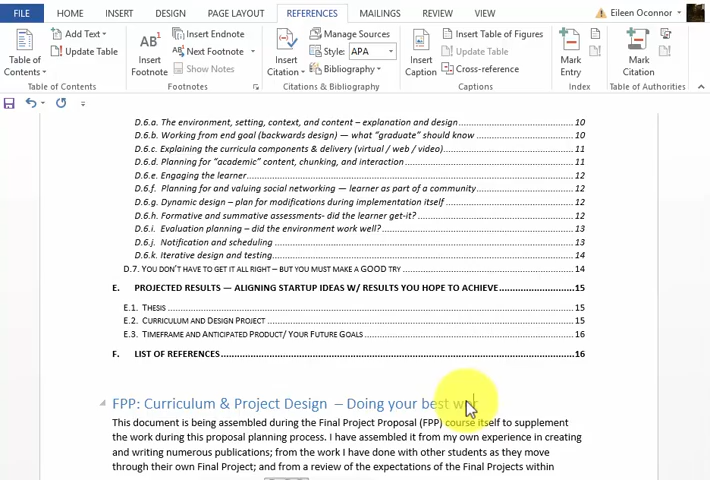 FILE HOME INSERT DESIGN PAGE LAYOUT REFERENCES MAILINGS REVIEW VIEW Eileen Oconnor
Table of Contents
Add Text
Update Table
Table of Contents
AB1
Insert Footnote
Insert Endnote
Next Footnote
Show Notes
Footnotes
Insert Citation
Manage Sources
Style: APA
Bibliography
Citations & Bibliography
Insert Caption
Insert Table of Figures
Update Table
Cross-reference
Captions
Mark Entry
Index
Mark Citation
Table of Authorities
D.6.a. The environment, setting, context, and content – explanation and design 10
D.6.b. Working from end goal (backwards design) — what “graduate” should know 10
D.6.c. Explaining the curricula components & delivery (virtual / web / video) 11
D.6.d. Planning for “academic” content, chunking, and interaction 11
D.6.e. Engaging the learner 12
D.6.f. Planning for and valuing social networking — learner as part of a community 12
D.6.g. Dynamic design – plan for modifications during implementation itself 12
D.6.h. Formative and summative assessments- did the learner get-it? 12
D.6.i. Evaluation planning – did the environment work well? 13
D.6.j. Notification and scheduling 13
D.6.k. Iterative design and testing 14
D.7. YOU DON’T HAVE TO GET IT ALL RIGHT – BUT YOU MUST MAKE A GOOD TRY 14
E. PROJECTED RESULTS — ALIGNING STARTUP IDEAS W/ RESULTS YOU HOPE TO ACHIEVE 15
E.1. THESIS 15
E.2. CURRICULUM AND DESIGN PROJECT 15
E.3. TIMEFRAME AND ANTICIPATED PRODUCT/ YOUR FUTURE GOALS 16
F. LIST OF REFERENCES 16
FPP: Curriculum & Project Design – Doing your best
This document is being assembled during the Final Project Proposal (FPP) course itself to supplement
the work during this proposal planning process. I have assembled it from my own experience in creating
and writing numerous publications; from the work I have done with other students as they move
through their own Final Project; and from a review of the expectations of the Final Projects within